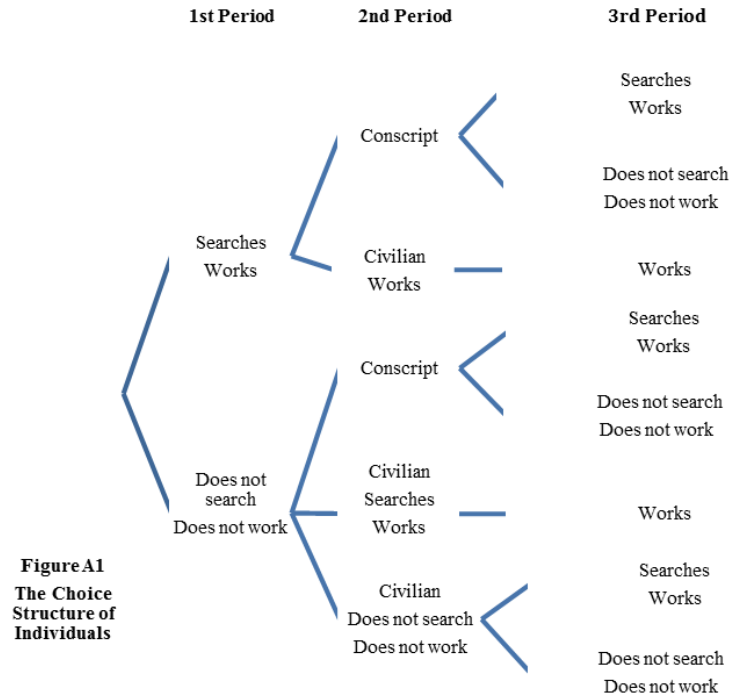 1st Period
2nd Period
3rd Period
Searches
Works
Conscript
Does not search
Does not work
Searches
Works
Civilian
Works
Works
Searches
Works
Conscript
Does not search
Does not work
Does not
search
Does not work
Civilian
Searches
Works
Works
Figure A1
The Choice
Structure of
Individuals
Civilian
Does not search
Does not work
Searches
Works
Does not search
Does not work